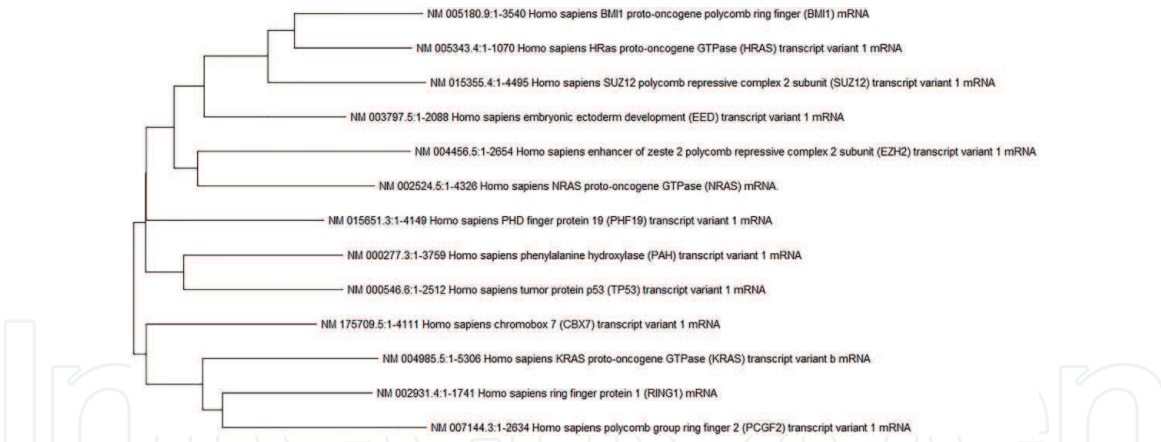 NM 005180.9:1-3540 Homo sapiens BMI1 proto-oncogene polycomb ring finger (BMI1) mRNA
NM 005343.4:1-1070 Homo sapiens HRas proto-oncogene GTPase (HRAS) transcript variant 1 mRNA
NM 015355.4:1-4495 Homo sapiens SUZ12 polycomb repressive complex 2 subunit (SUZ12) transcript variant 1 mRNA
NM 003797.5:1-2088 Homo sapiens embryonic ectoderm development (EED) transcript variant 1 mRNA
NM 004456.5:1-2654 Homo sapiens enhancer of zeste 2 polycomb repressive complex 2 subunit (EZH2) transcript variant 1 mRNA
NM 002524.5:1-4326 Homo sapiens NRAS proto-oncogene GTPase (NRAS) mRNA.
NM 015651.3:1-4149 Homo sapiens PHD finger protein 19 (PHF19) transcript variant 1 mRNA
NM 000277.3:1-3759 Homo sapiens phenylalanine hydroxylase (PAH) transcript variant 1 mRNA
NM 000546.6:1-2512 Homo sapiens tumor protein p53 (TP53) transcript variant 1 mRNA
NM 175709.5:1-4111 Homo sapiens chromobox 7 (CBX7) transcript variant 1 mRNA
NM 004985.5:1-5306 Homo sapiens KRAS proto-oncogene GTPase (KRAS) transcript variant b mRNA
NM 002931.4:1-1741 Homo sapiens ring finger protein 1 (RING1) mRNA
NM 007144.3:1-2634 Homo sapiens polycomb group ring finger 2 (PCGF2) transcript variant 1 mRNA